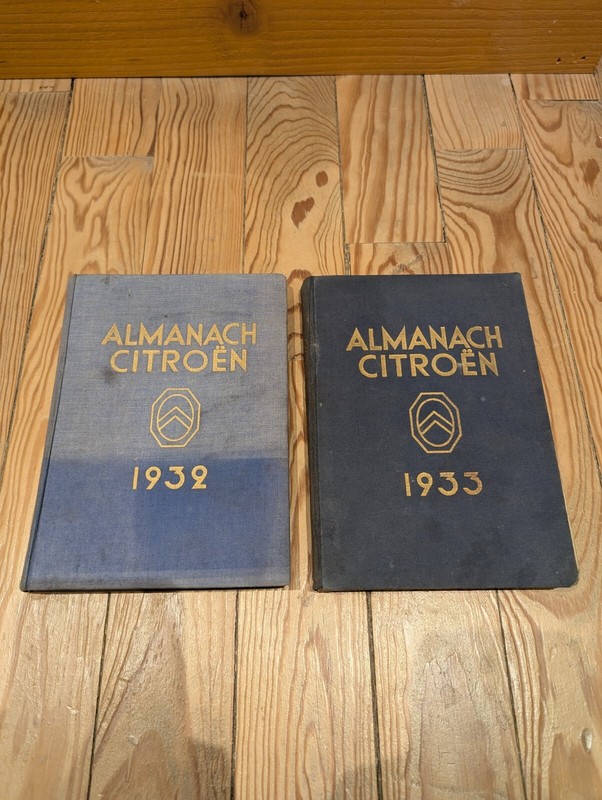 ALMANACH
CITROËN
1932
ALMANACH
CITROËN
1933